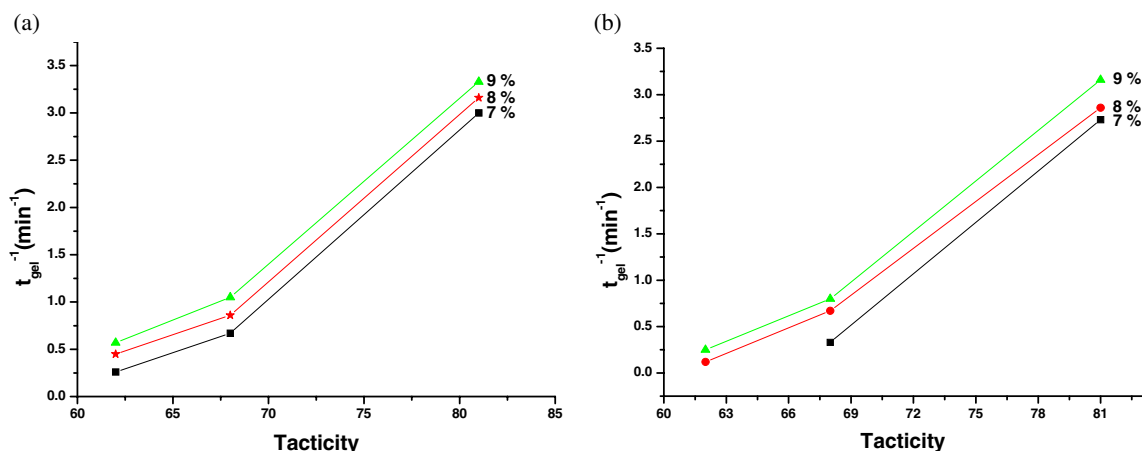 (a)
3.5
3.0
2.5
2.0
1.5
1.0
0.5
0.0
t_gel^-1 (min^-1)
9 %
8 %
7 %
60 65 70 75 80 85
Tacticity
(b)
3.5
3.0
2.5
2.0
1.5
1.0
0.5
0.0
t_gel^-1 (min^-1)
9 %
8 %
7 %
60 63 66 69 72 75 78 81
Tacticity